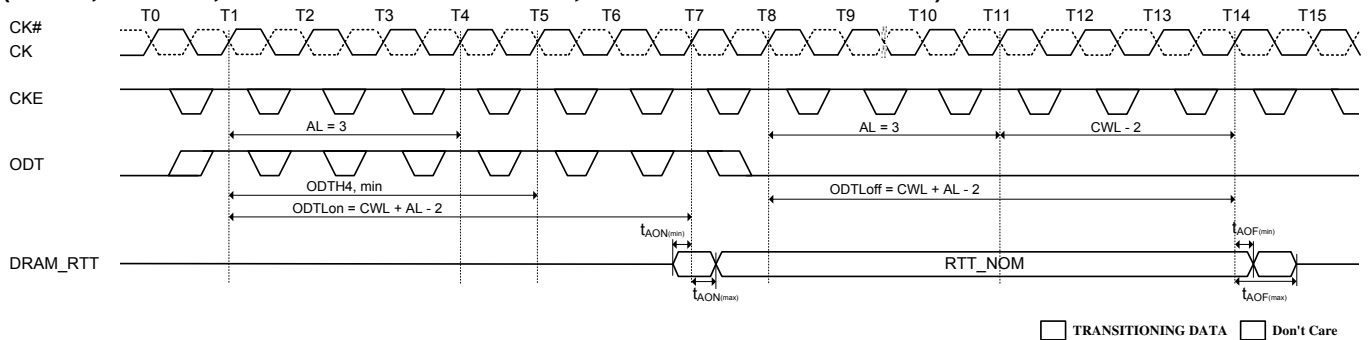 T0 T1 T2 T3 T4 T5 T6 T7 T8 T9 T10 T11 T12 T13 T14 T15
CK#
CK
CKE
AL = 3 AL = 3 CWL - 2
ODT
ODTH4, min ODTLoff = CWL + AL - 2
ODTLon = CWL + AL - 2
tAON(min) tAOF(min)
DRAM_RTT RTT_NOM
tAON(max) tAOF(max)
TRANSITIONING DATA Don't Care